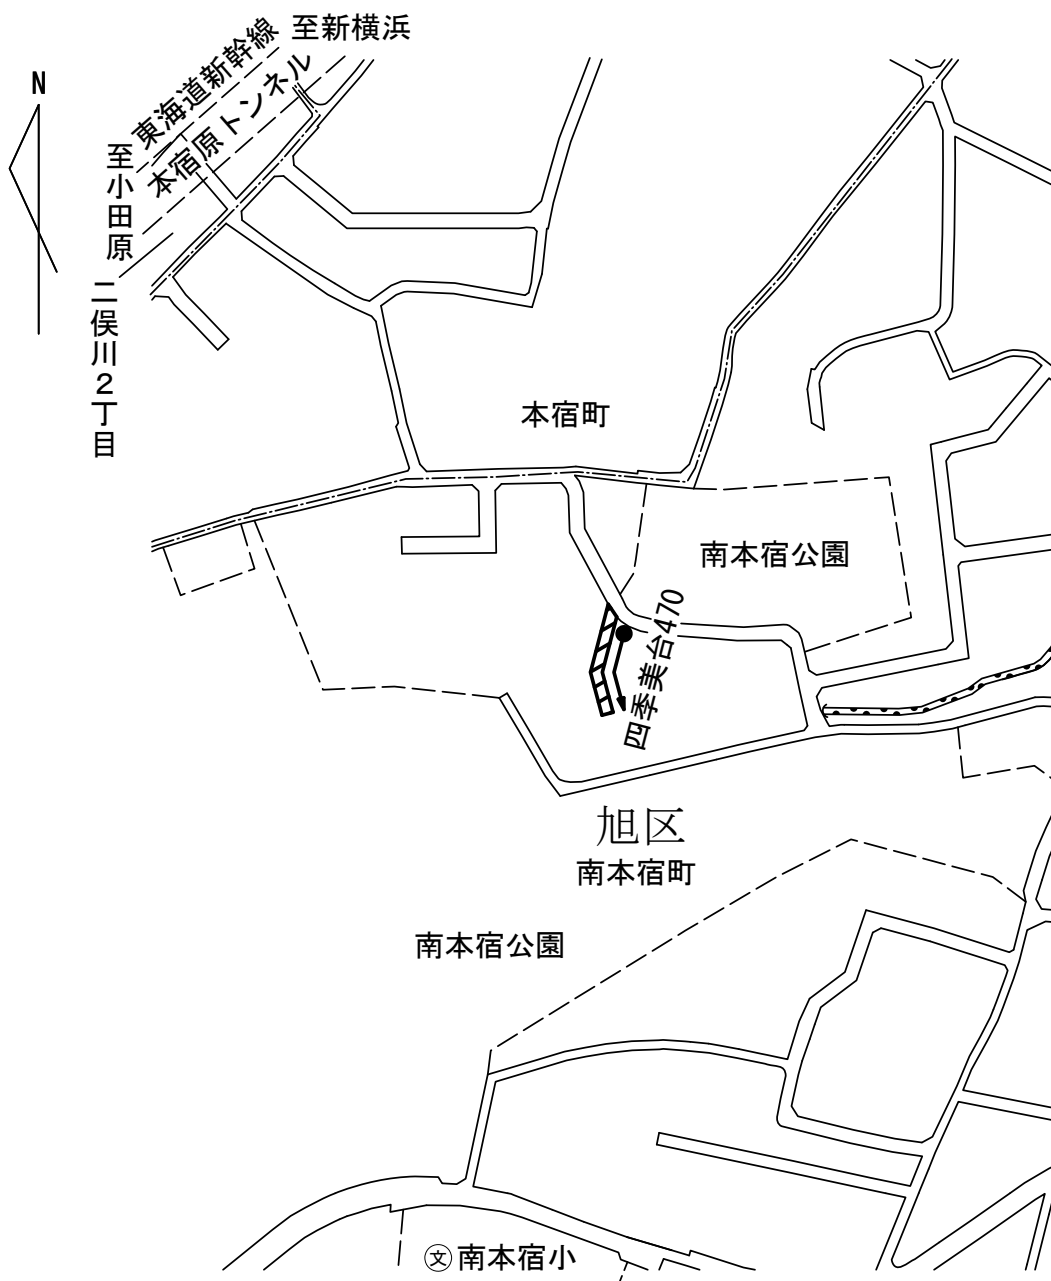 至新横浜
東海道新幹線
本宿原トンネル
N
至小田原
二俣川2丁目
本宿町
南本宿公園
四季美台470
旭区
南本宿町
南本宿公園
文南本宿小